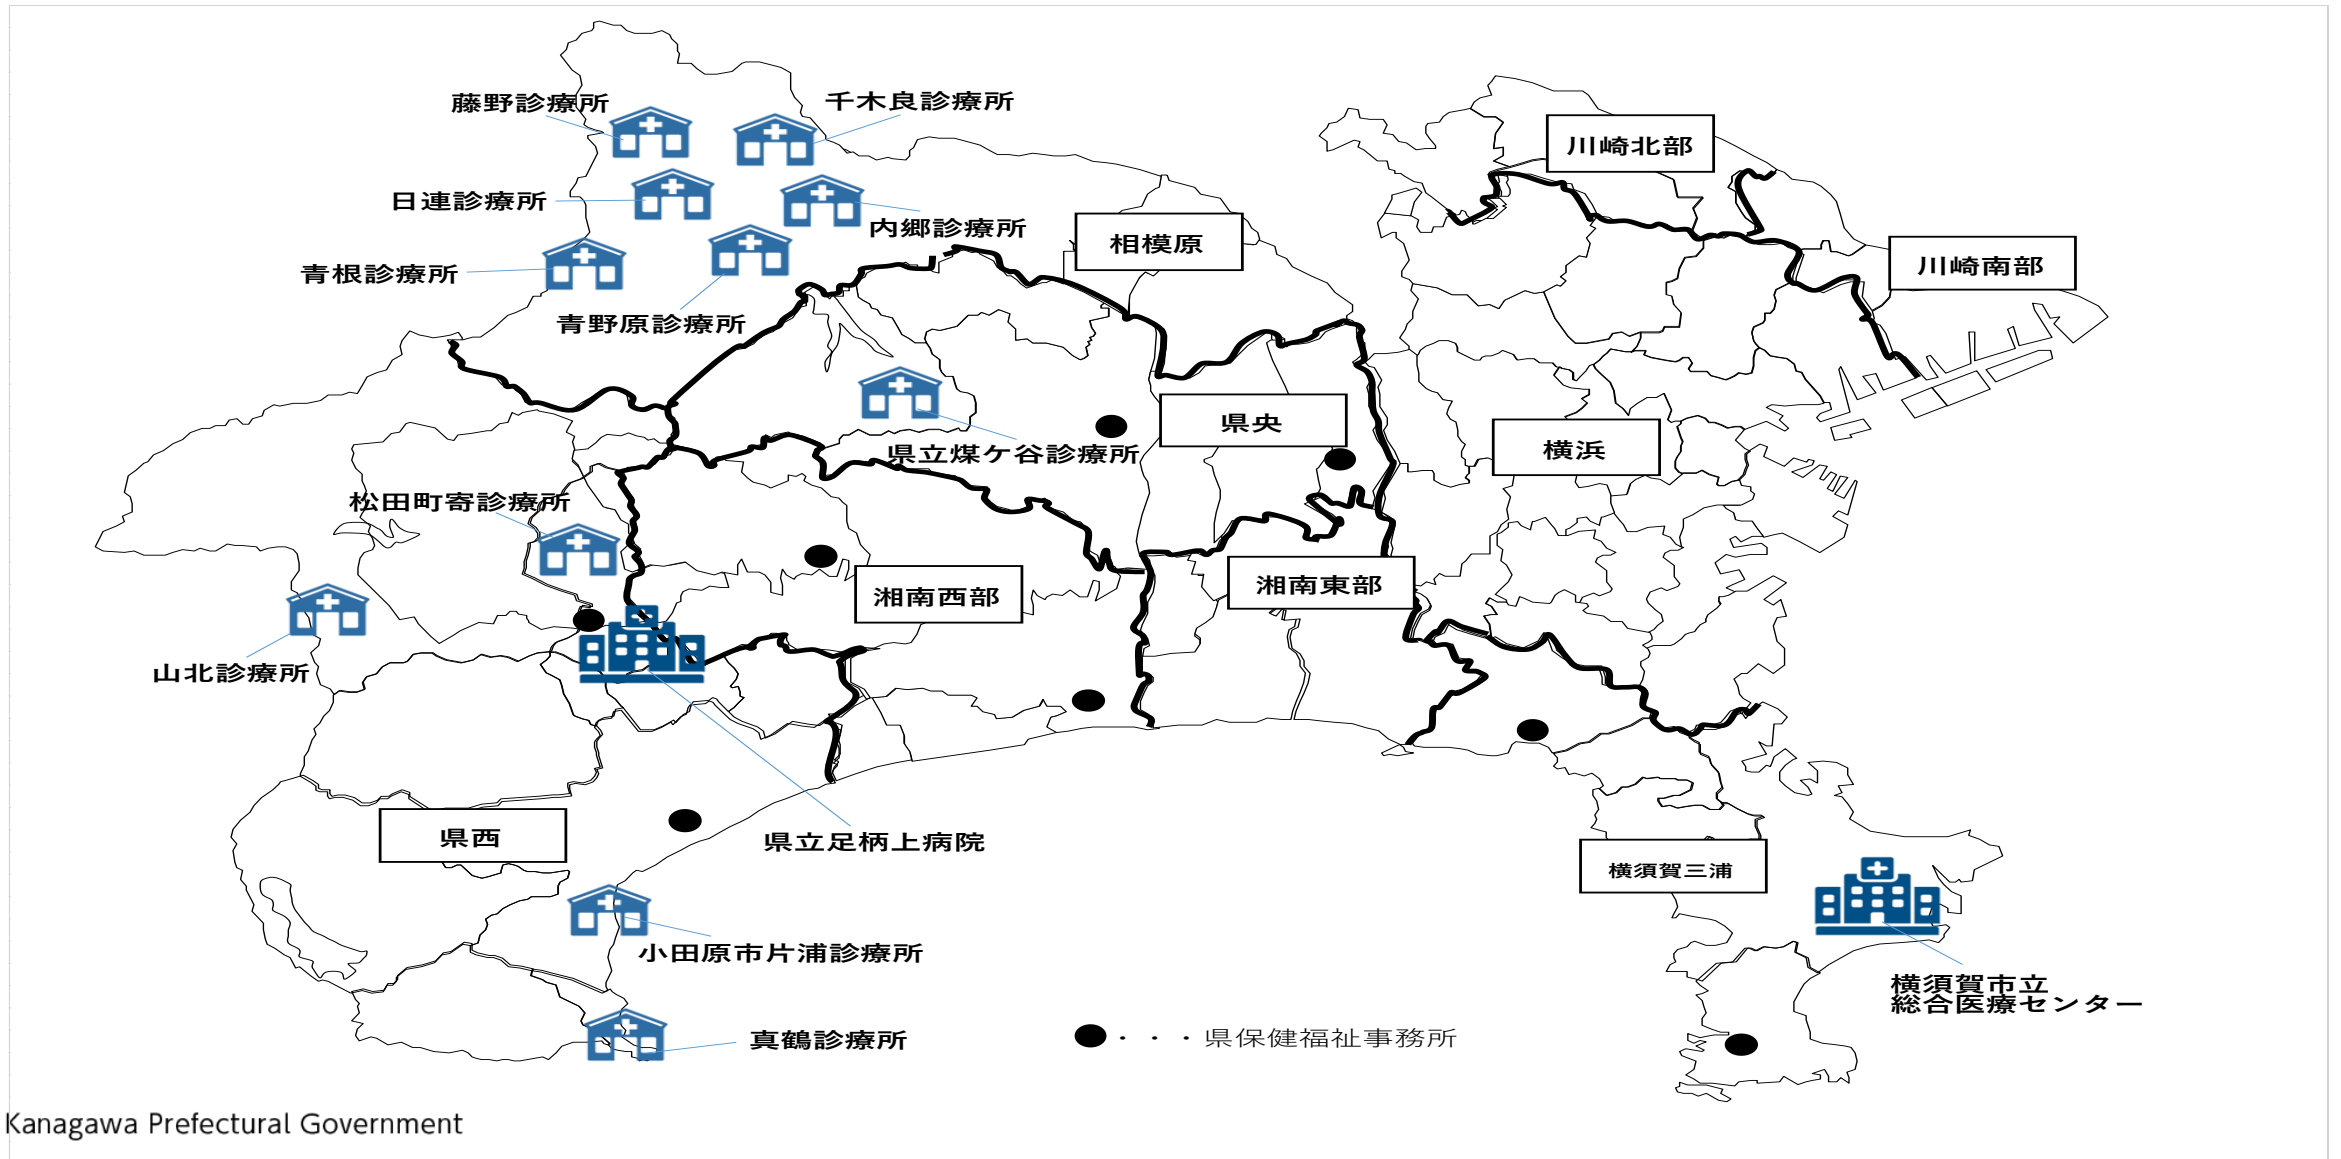 藤野診療所
千木良診療所
川崎北部
日連診療所
内郷診療所
相模原
川崎南部
青根診療所
青野原診療所
県央
横浜
県立煤ケ谷診療所
松田町寄診療所
湘南西部
湘南東部
山北診療所
県西
県立足柄上病院
横須賀三浦
小田原市片浦診療所
横須賀市立
総合医療センター
真鶴診療所
・・・県保健福祉事務所
Kanagawa Prefectural Government